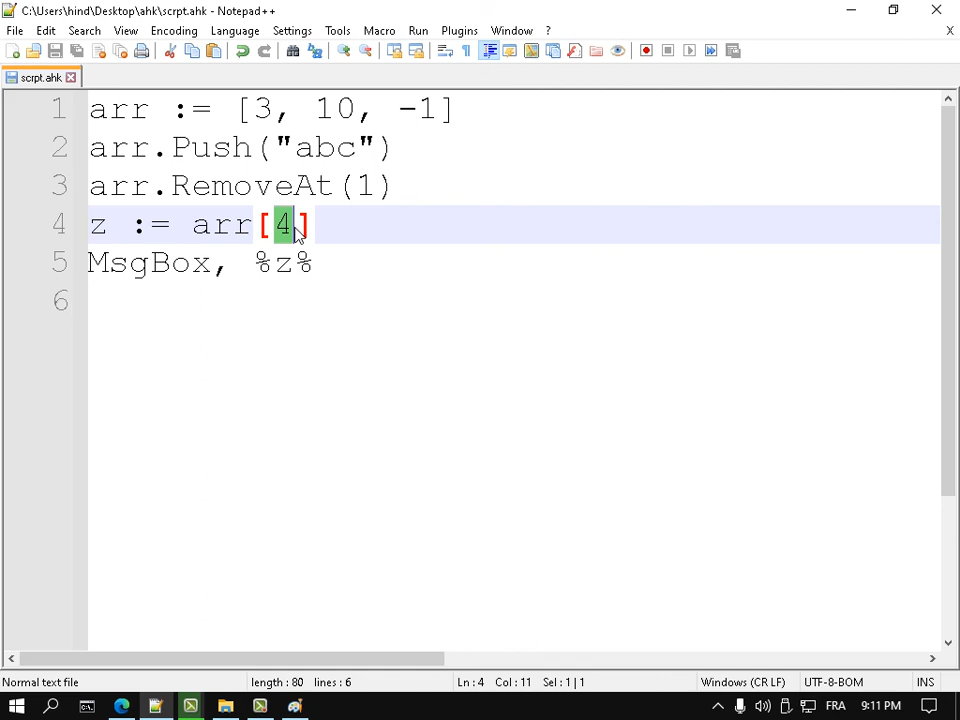 C:\Users\hind\Desktop\ahk\scrpt.ahk - Notepad++
File Edit Search View Encoding Language Settings Tools Macro Run Plugins Window ? X
scrpt.ahk
1 arr := [3, 10, -1]
2 arr.Push("abc")
3 arr.RemoveAt(1)
4 z := arr[4]
5 MsgBox, %z%
6
Normal text file length : 80 lines : 6 Ln : 4 Col : 11 Sel : 1 | 1 Windows (CR LF) UTF-8-BOM INS
FRA 9:11 PM